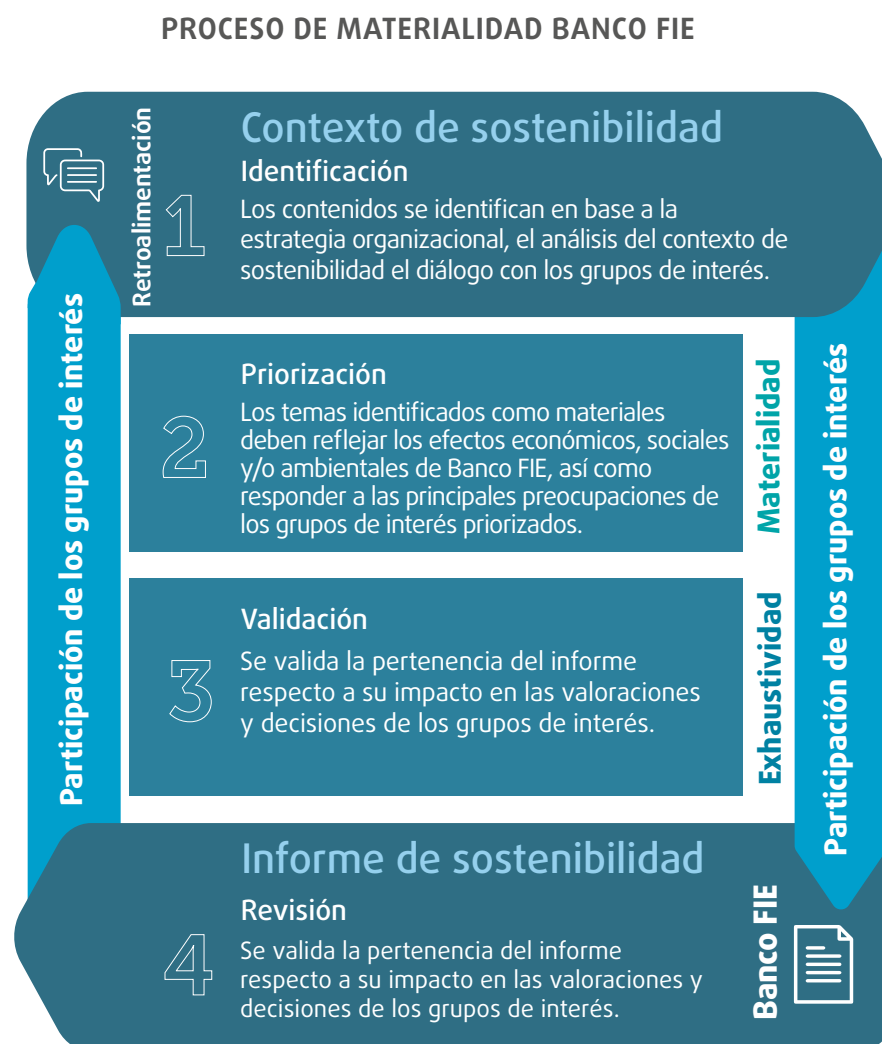 PROCESO DE MATERIALIDAD BANCO FIE
Retroalimentación
Contexto de sostenibilidad
1
Identificación
Los contenidos se identifican en base a la
estrategia organizacional, el análisis del contexto de
sostenibilidad el diálogo con los grupos de interés.
Participación de los grupos de interés
2
Priorización
Los temas identificados como materiales
deben reflejar los efectos económicos, sociales
y/o ambientales de Banco FIE, así como
responder a las principales preocupaciones de
los grupos de interés priorizados.
Materialidad
Participación de los grupos de interés
3
Validación
Se valida la pertenencia del informe
respecto a su impacto en las valoraciones
y decisiones de los grupos de interés.
Exhaustividad
Informe de sostenibilidad
4
Revisión
Se valida la pertenencia del informe
respecto a su impacto en las valoraciones y
decisiones de los grupos de interés.
Banco FIE